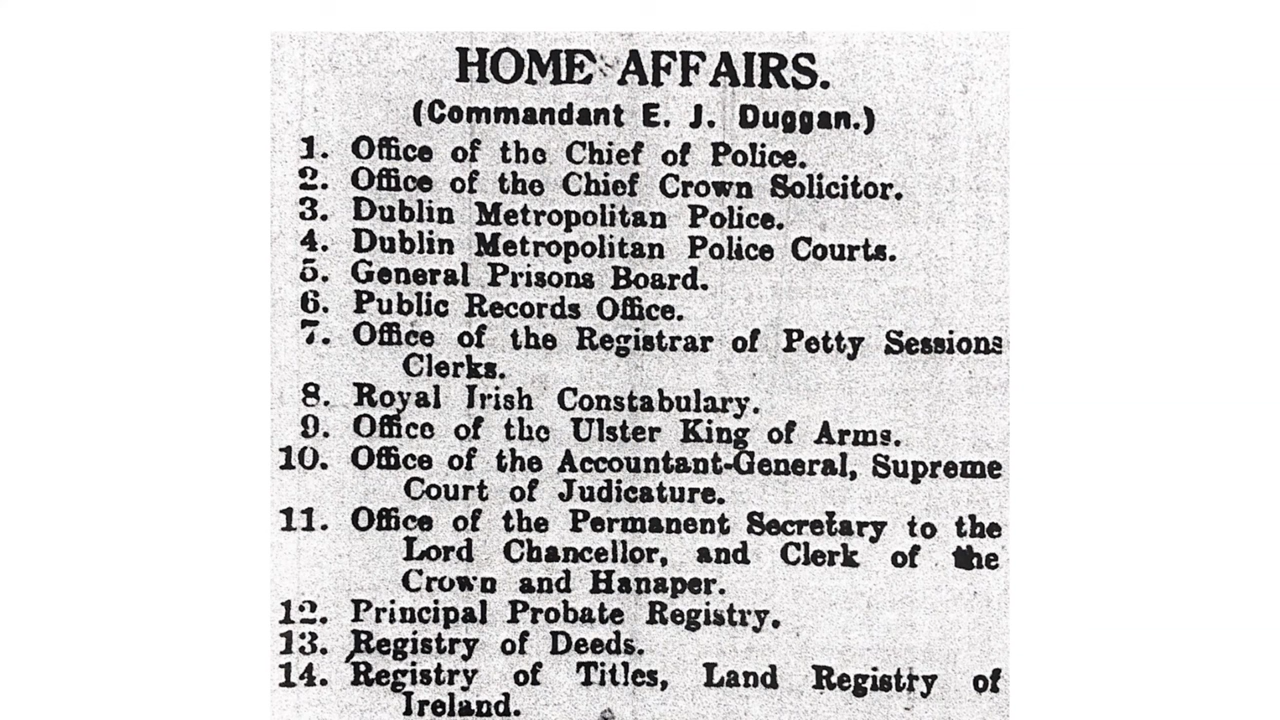 HOME AFFAIRS.
(Commandant E. J. Duggan.)
1. Office of the Chief of Police.
2. Office of the Chief Crown Solicitor.
3. Dublin Metropolitan Police.
4. Dublin Metropolitan Police Courts.
5. General Prisons Board.
6. Public Records Office.
7. Office of the Registrar of Petty Sessions
Clerks.
8. Royal Irish Constabulary.
9. Office of the Ulster King of Arms.
10. Office of the Accountant-General, Supreme
Court of Judicature.
11. Office of the Permanent Secretary to the
Lord Chancellor, and Clerk of the
Crown and Hanaper.
12. Principal Probate Registry.
13. Registry of Deeds.
14. Registry of Titles, Land Registry of
Ireland.